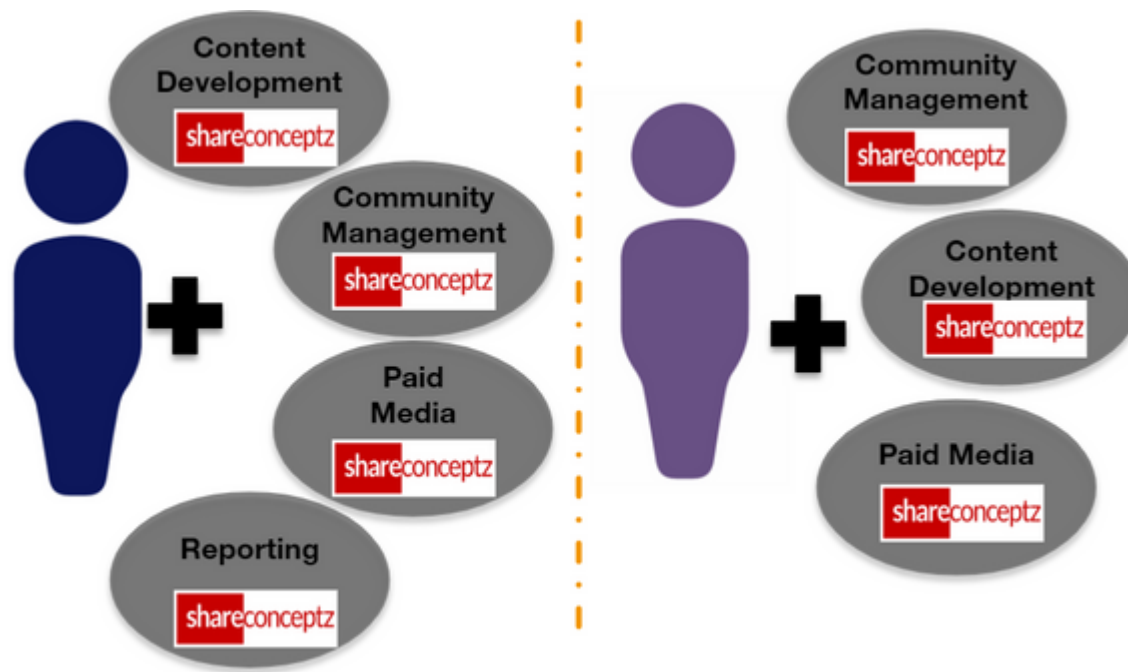 Content
Development
shareconceptz
Community
Management
shareconceptz
Paid
Media
shareconceptz
Reporting
shareconceptz
Community
Management
shareconceptz
Content
Development
shareconceptz
Paid Media
shareconceptz